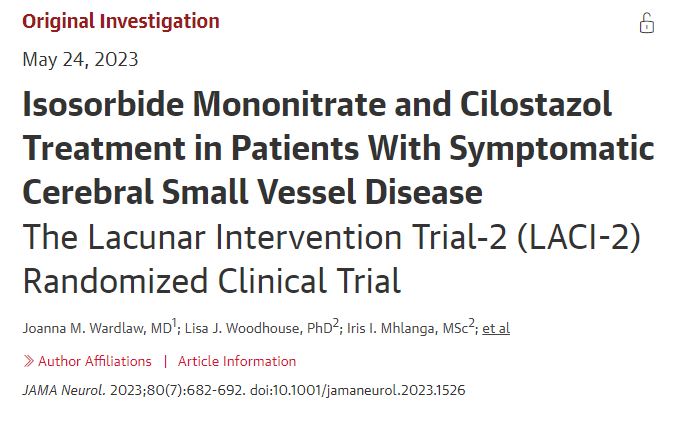 Original Investigation
May 24, 2023
Isosorbide Mononitrate and Cilostazol
Treatment in Patients With Symptomatic
Cerebral Small Vessel Disease
The Lacunar Intervention Trial-2 (LACI-2)
Randomized Clinical Trial
Joanna M. Wardlaw, MD1; Lisa J. Woodhouse, PhD2; Iris I. Mhlanga, MSc2; et al
» Author Affiliations | Article Information
JAMA Neurol. 2023;80(7):682-692. doi:10.1001/jamaneurol.2023.1526